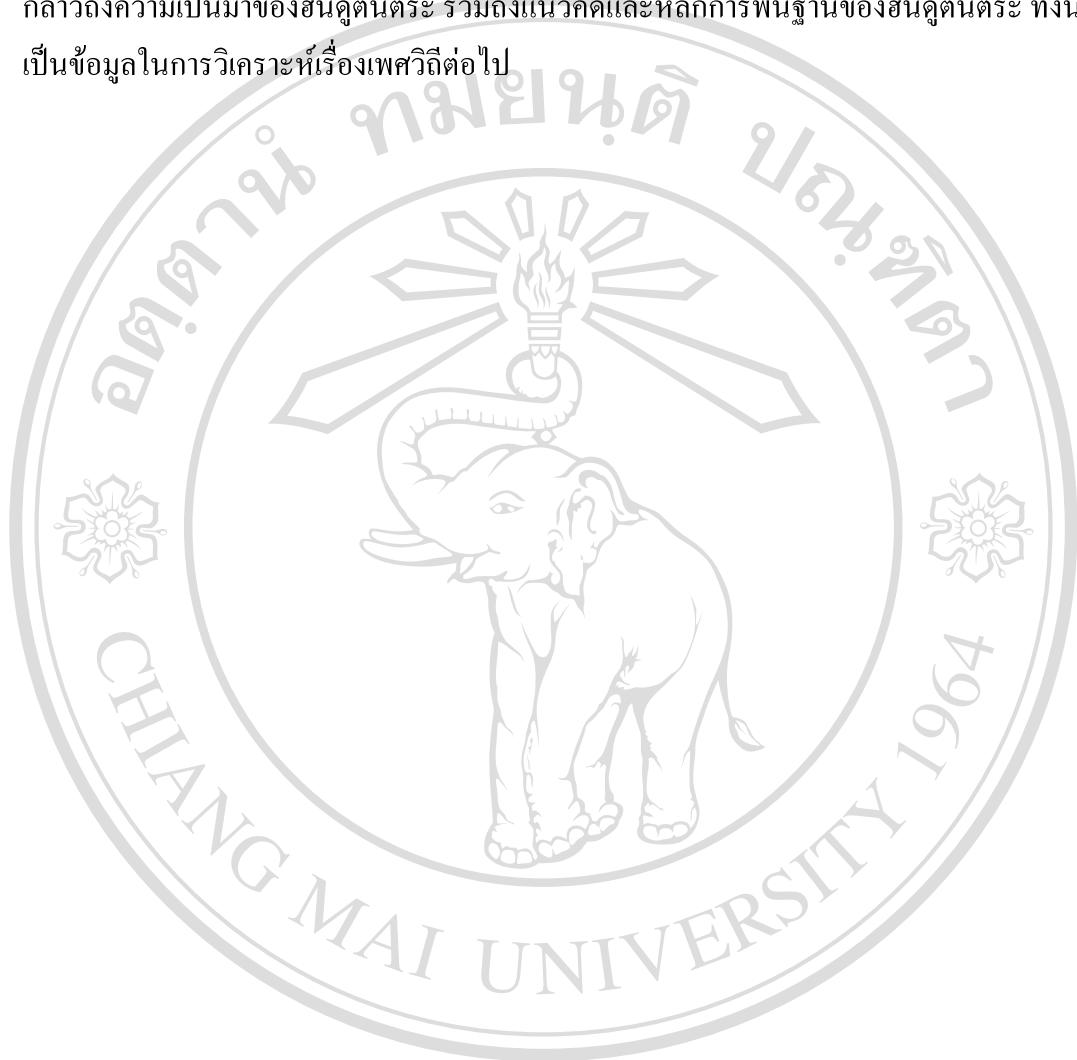 กล่าวถึงความเป็นมาของฮินดูตันตระ รวมถึงแนวคิดและหลักการพื้นฐานของฮินดูตันตระ ทั้งนี้
เป็นข้อมูลในการวิเคราะห์เรื่องเพศวิถีต่อไป
อตฺตานํ ทมยนฺติ ปณฺฑิตา
CHIANG MAI UNIVERSITY 1964